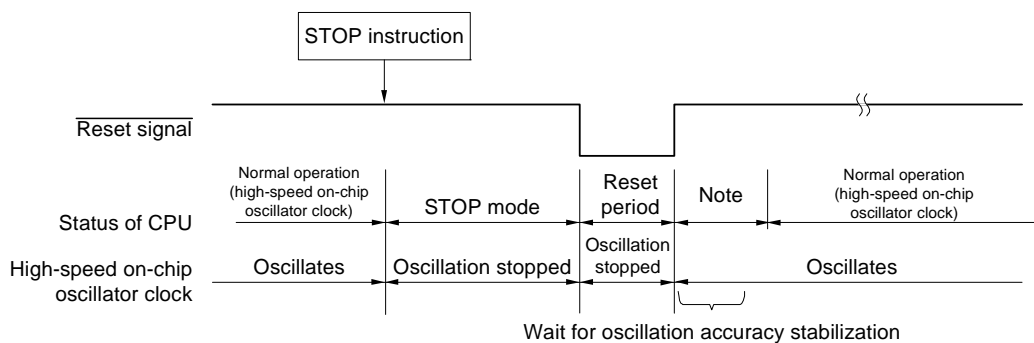 STOP instruction
Reset signal
Status of CPU
Normal operation
(high-speed on-chip
oscillator clock)
STOP mode
Reset
period
Note
Normal operation
(high-speed on-chip
oscillator clock)
High-speed on-chip
oscillator clock
Oscillates
Oscillation stopped
Oscillation
stopped
Oscillates
Wait for oscillation accuracy stabilization